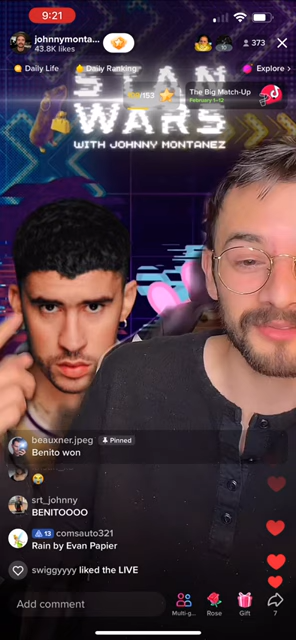 9:21
johnnymonta...
43.8K likes
373
Daily Life
Daily Ranking
Explore
STAN
WARS
WITH JOHNNY MONTANEZ
/153
The Big Match-Up
February 1-12
beauxner.jpeg
Pinned
Benito won
😭
srt_johnny
BENITOOOO
13 comsauto321
Rain by Evan Papier
swiggyyyy liked the LIVE
Add comment
Multi-g...
Rose
Gift
7